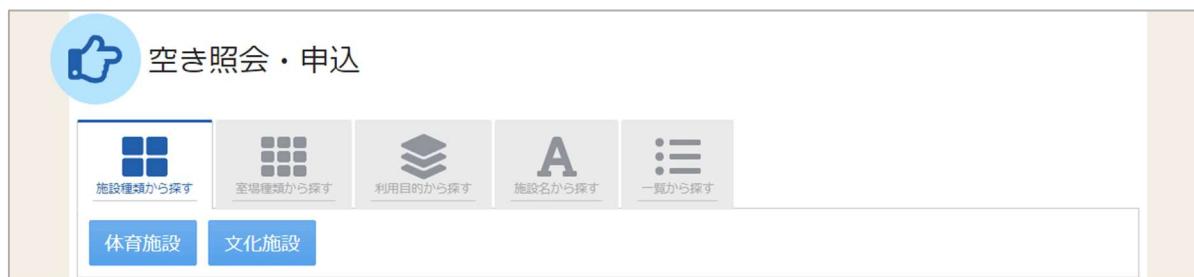 空き照会・申込
施設種類から探す
室場種類から探す
利用目的から探す
施設名から探す
一覧から探す
体育施設
文化施設